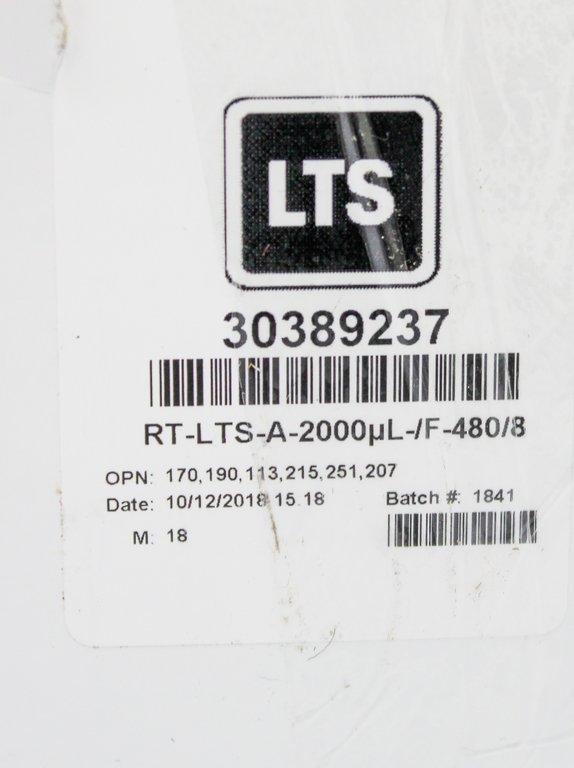 LTS
30389237
RT-LTS-A-2000µL-/F-480/8
OPN: 170,190,113,215,251,207
Date: 10/12/2018 15.18 Batch #: 1841
M: 18